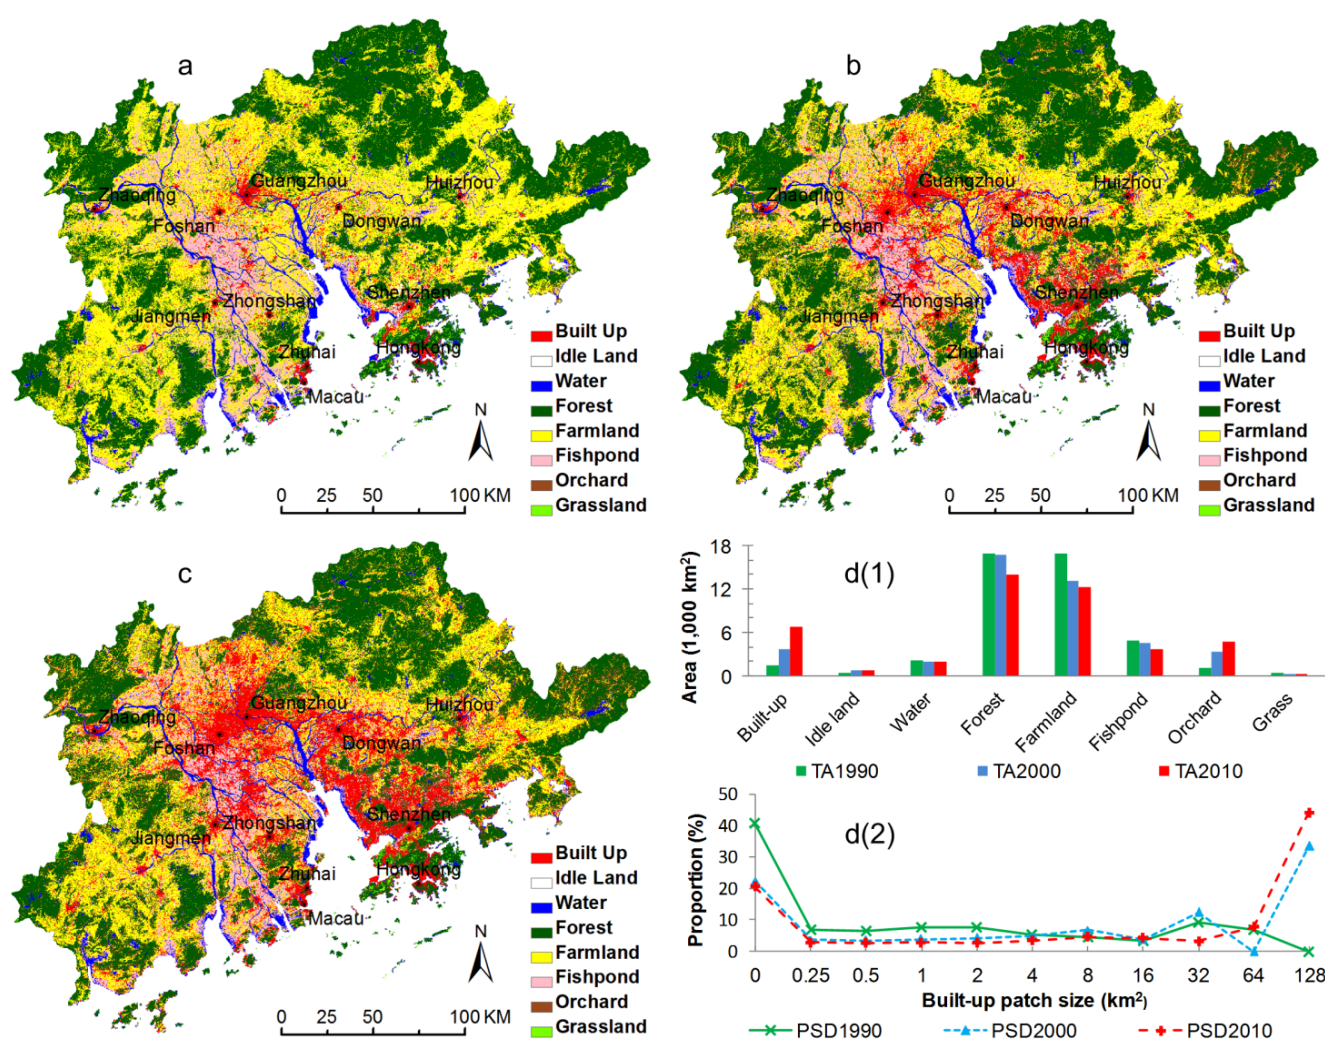 a
Zhaoqing
Guangzhou
Huizhou
Foshan
Dongwan
Zhongshan
Shenzhen
Jiangmen
Zhuhai
Hongkong
Macau
N
Built Up
Idle Land
Water
Forest
Farmland
Fishpond
Orchard
Grassland
0 25 50 100 KM
b
Zhaoqing
Guangzhou
Huizhou
Foshan
Dongwan
Zhongshan
Shenzhen
Jiangmen
Zhuhai
Hongkong
Macau
N
Built Up
Idle Land
Water
Forest
Farmland
Fishpond
Orchard
Grassland
0 25 50 100 KM
c
Zhaoqing
Guangzhou
Huizhou
Foshan
Dongwan
Zhongshan
Shenzhen
Jiangmen
Zhuhai
Hongkong
Macau
N
Built Up
Idle Land
Water
Forest
Farmland
Fishpond
Orchard
Grassland
0 25 50 100 KM
d(1)
Area (1,000 km²)
18
12
6
0
Built-up Idle land Water Forest Farmland Fishpond Orchard Grass
TA1990 TA2000 TA2010
d(2)
Proportion (%)
50
40
30
20
10
0
0 0.25 0.5 1 2 4 8 16 32 64 128
Built-up patch size (km²)
PSD1990 PSD2000 PSD2010